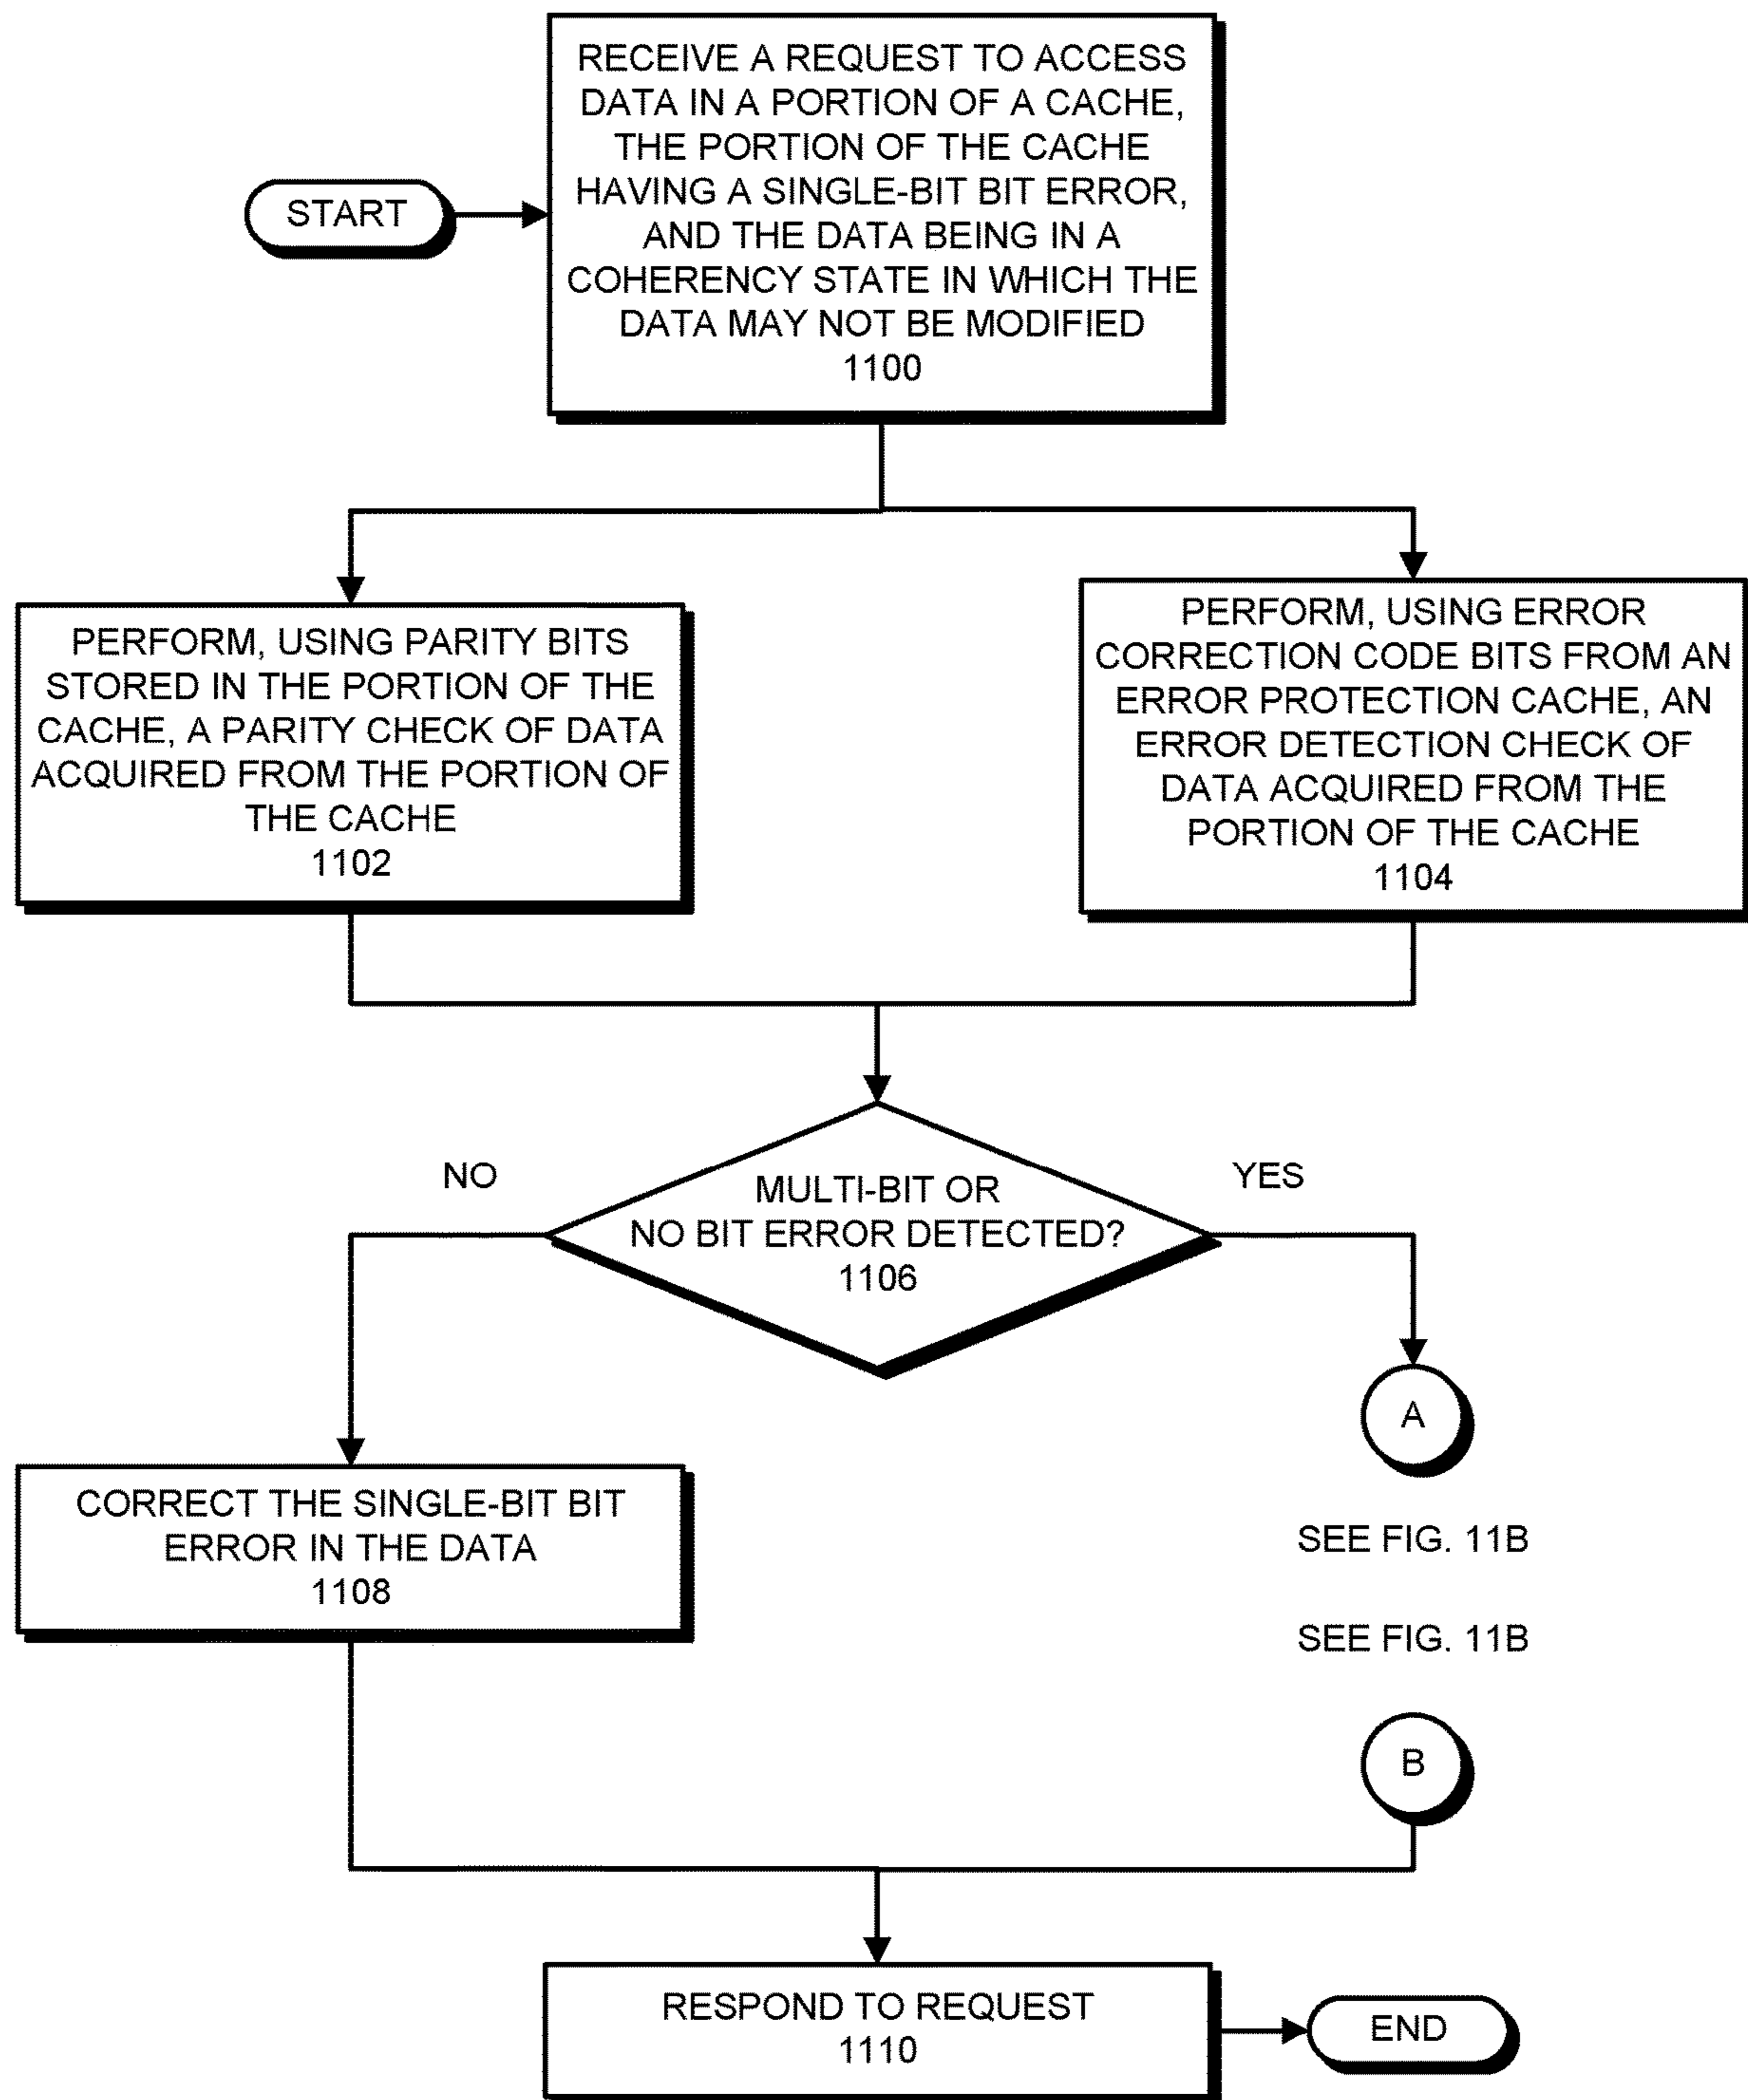 RECEIVE A REQUEST TO ACCESS
DATA IN A PORTION OF A CACHE,
THE PORTION OF THE CACHE
HAVING A SINGLE-BIT BIT ERROR,
AND THE DATA BEING IN A
COHERENCY STATE IN WHICH THE
DATA MAY NOT BE MODIFIED
1100
START
PERFORM, USING PARITY BITS
STORED IN THE PORTION OF THE
CACHE, A PARITY CHECK OF DATA
ACQUIRED FROM THE PORTION OF
THE CACHE
1102
PERFORM, USING ERROR
CORRECTION CODE BITS FROM AN
ERROR PROTECTION CACHE, AN
ERROR DETECTION CHECK OF
DATA ACQUIRED FROM THE
PORTION OF THE CACHE
1104
NO
YES
MULTI-BIT OR
NO BIT ERROR DETECTED?
1106
A
CORRECT THE SINGLE-BIT BIT
ERROR IN THE DATA
1108
SEE FIG. 11B
SEE FIG. 11B
B
RESPOND TO REQUEST
1110
END